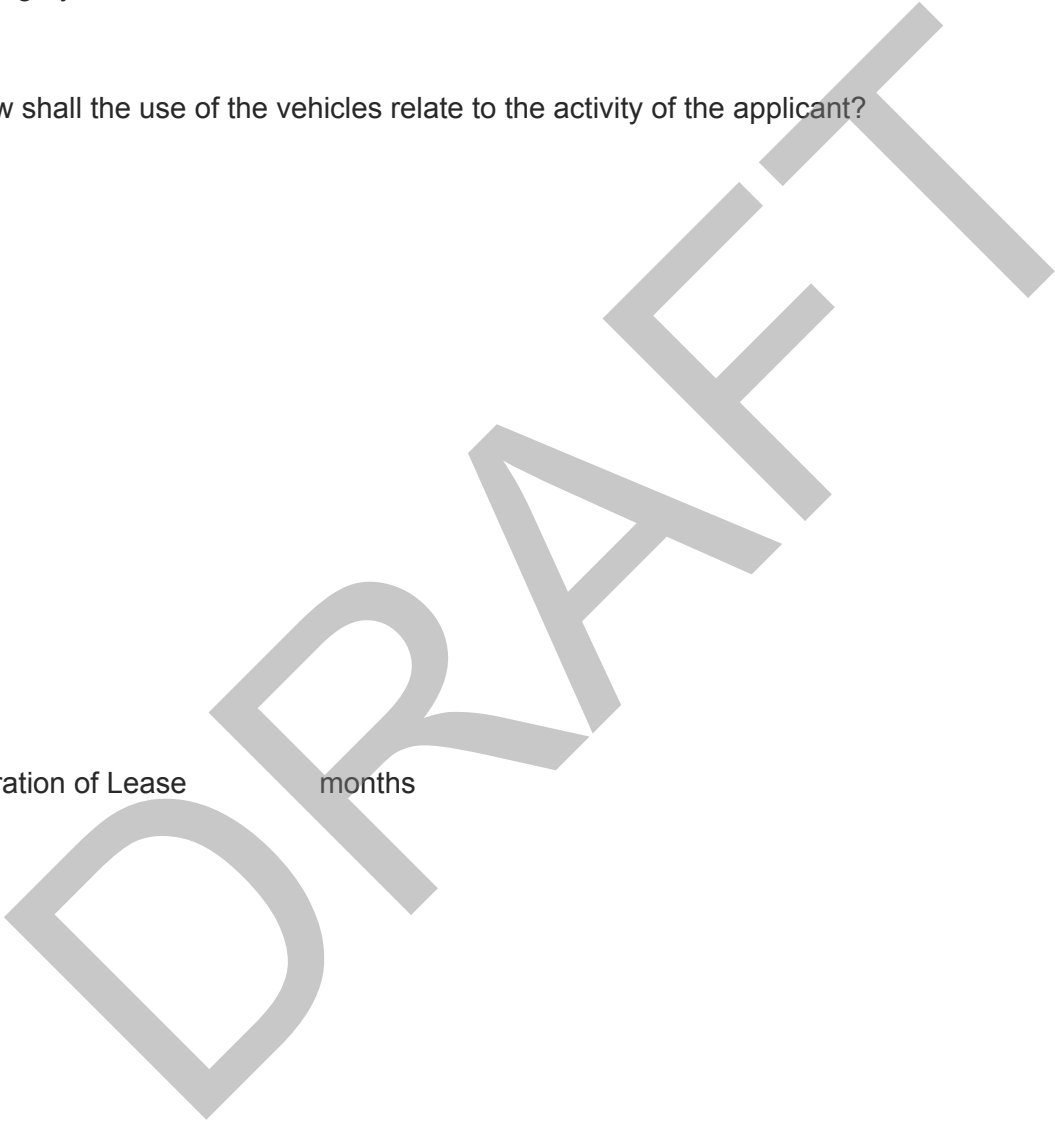 w shall the use of the vehicles relate to the activity of the applicant?
ration of Lease months
DRAFT